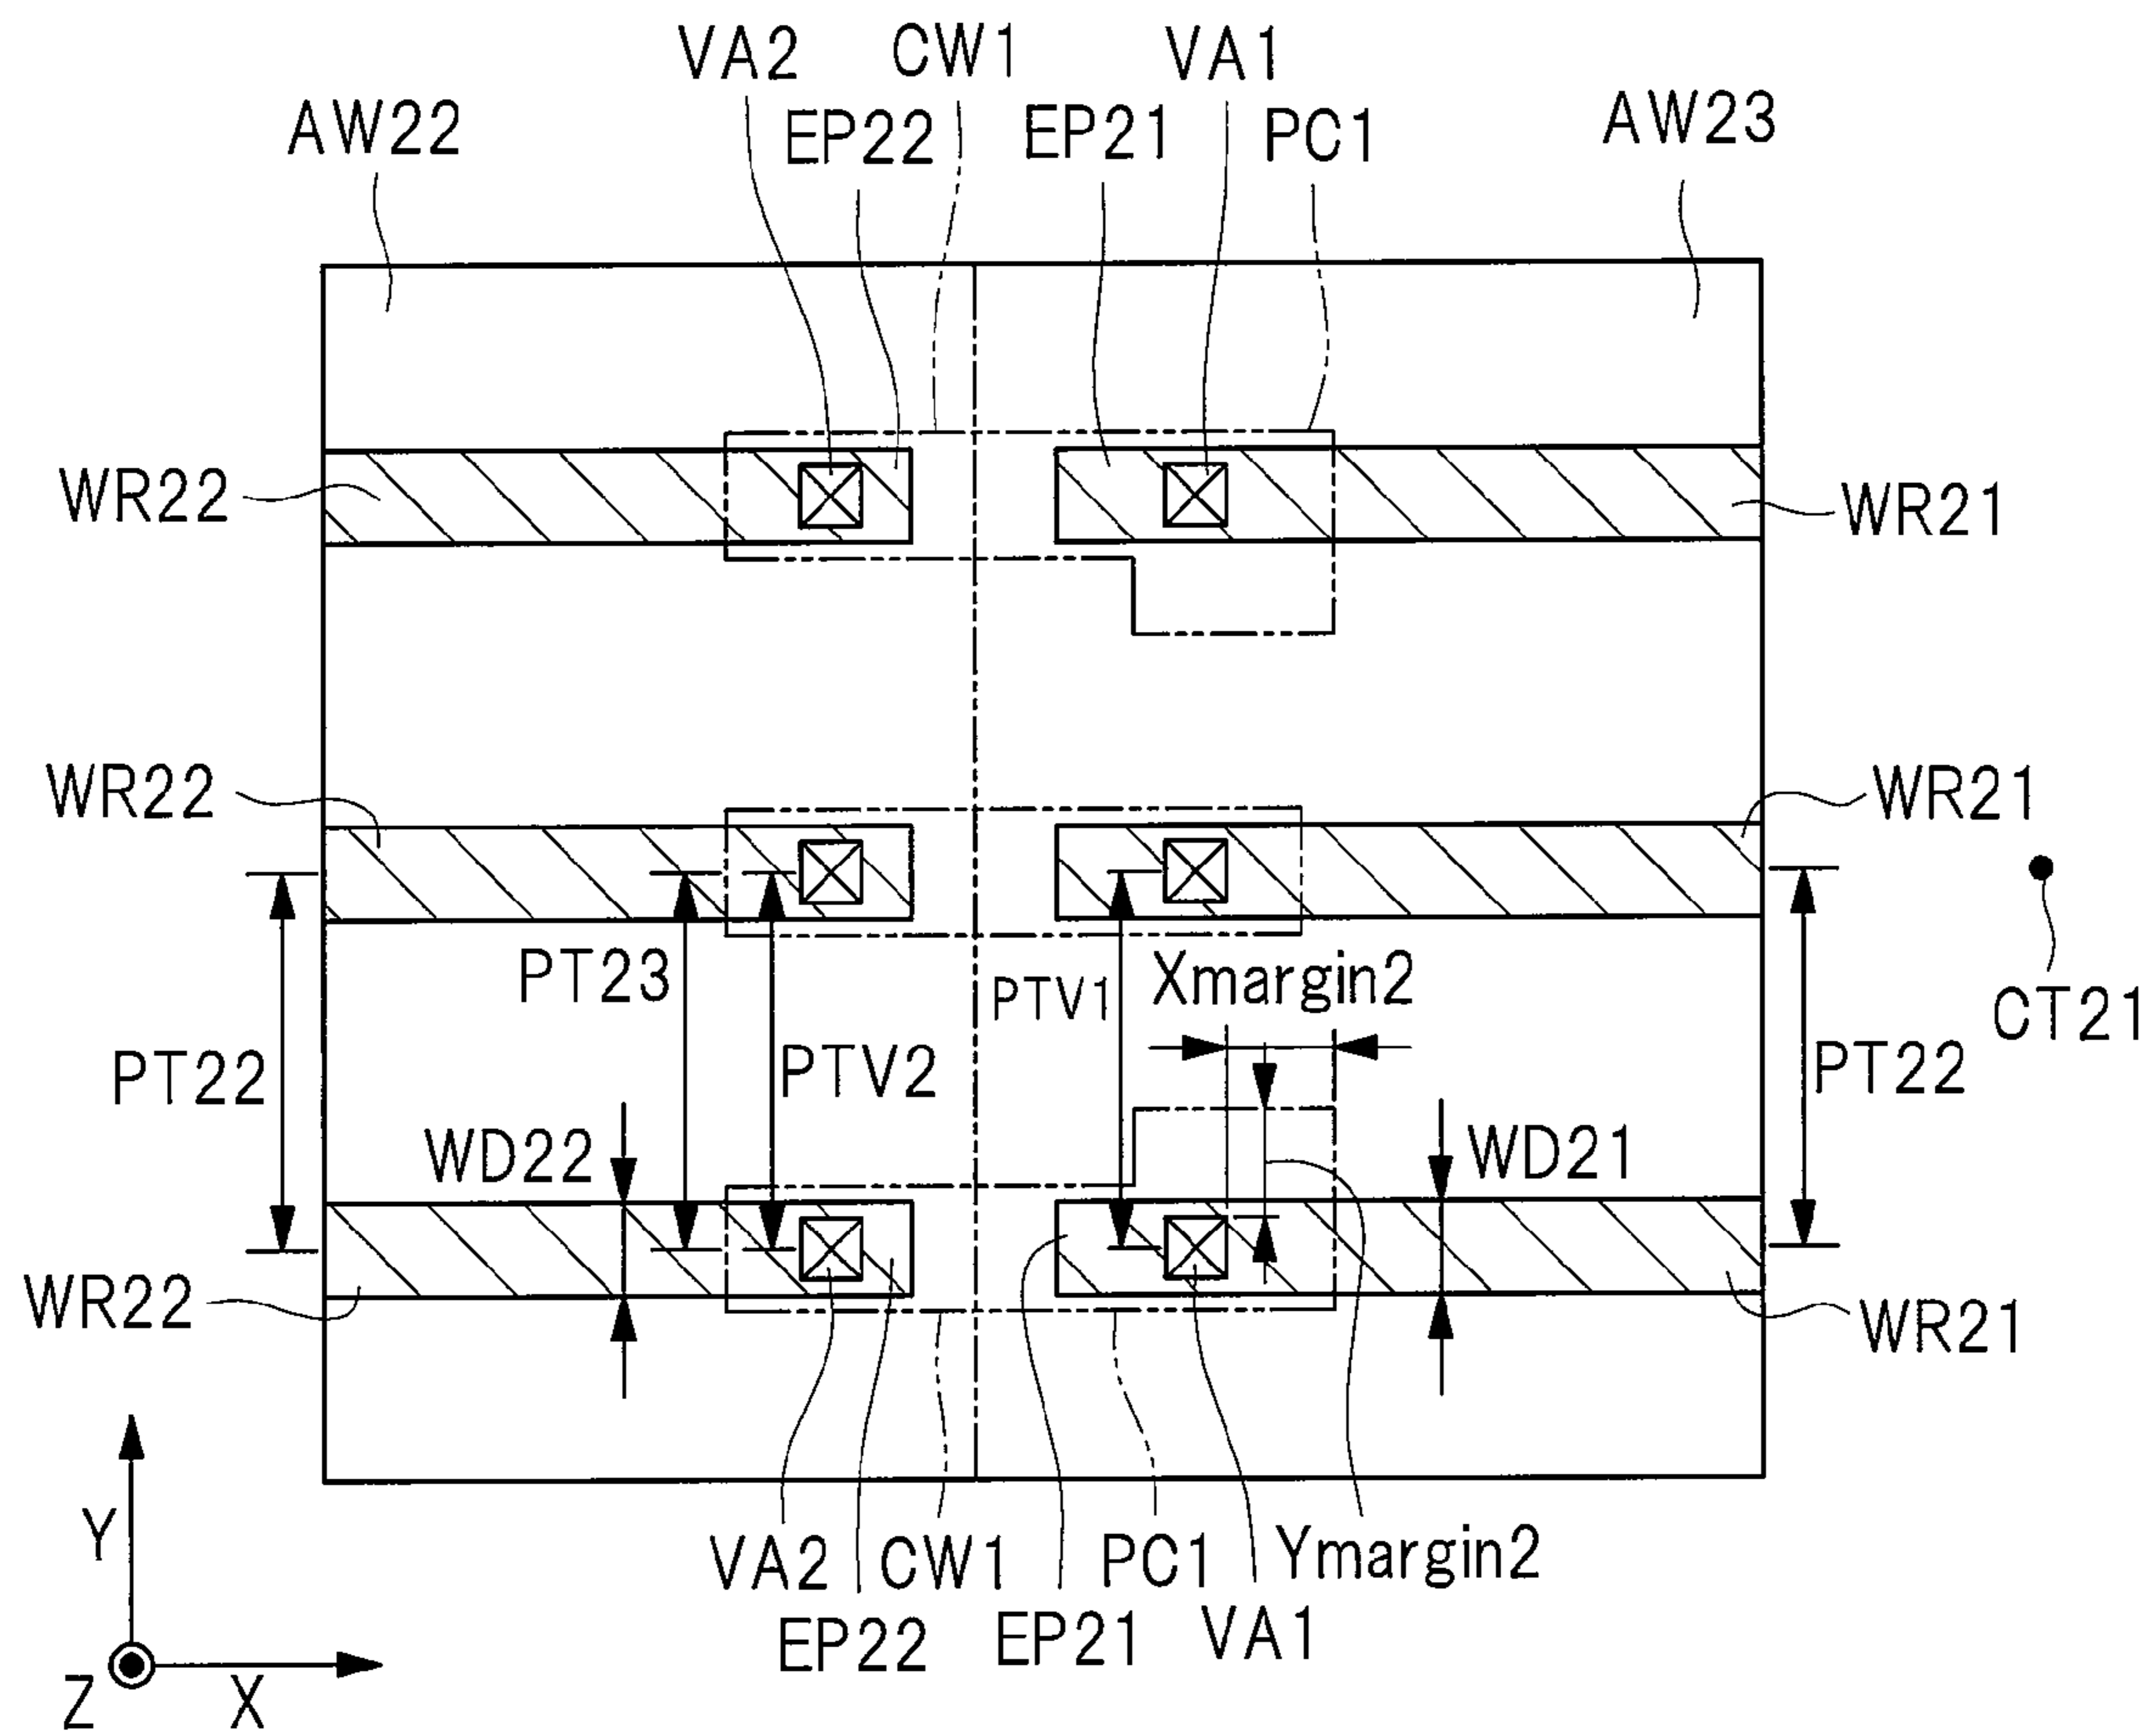 VA2 CW1 VA1
AW22 EP22 EP21 PC1 AW23
WR22 WR21
WR22 WR21
PT23 PTV1 Xmargin2
CT21
PT22 PTV2 PT22
WD22 WD21
WR22 WR21
Y
VA2 CW1 PC1 Ymargin2
EP22 EP21 VA1
Z X